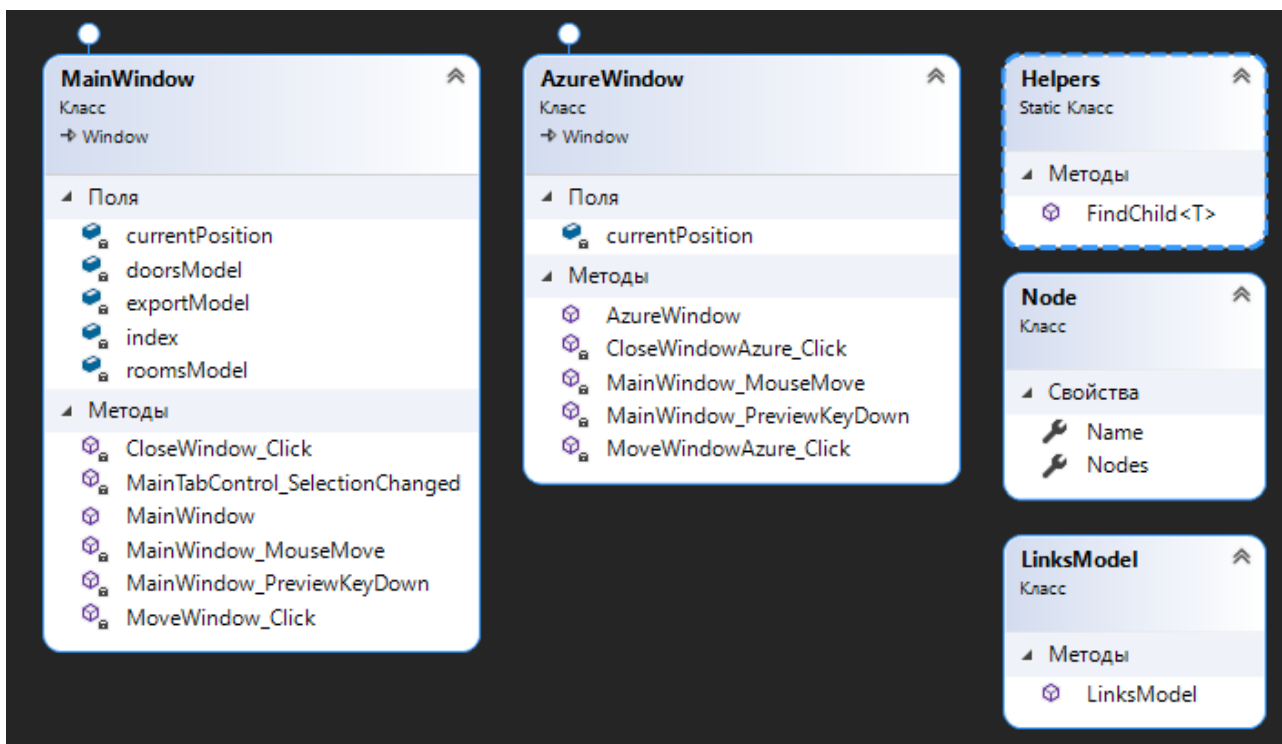 MainWindow
Класс
Window
Поля
currentPosition
doorsModel
exportModel
index
roomsModel
Методы
CloseWindow_Click
MainTabControl_SelectionChanged
MainWindow
MainWindow_MouseMove
MainWindow_PreviewKeyDown
MoveWindow_Click
AzureWindow
Класс
Window
Поля
currentPosition
Методы
AzureWindow
CloseWindowAzure_Click
MainWindow_MouseMove
MainWindow_PreviewKeyDown
MoveWindowAzure_Click
Helpers
Static Класс
Методы
FindChild<T>
Node
Класс
Свойства
Name
Nodes
LinksModel
Класс
Методы
LinksModel